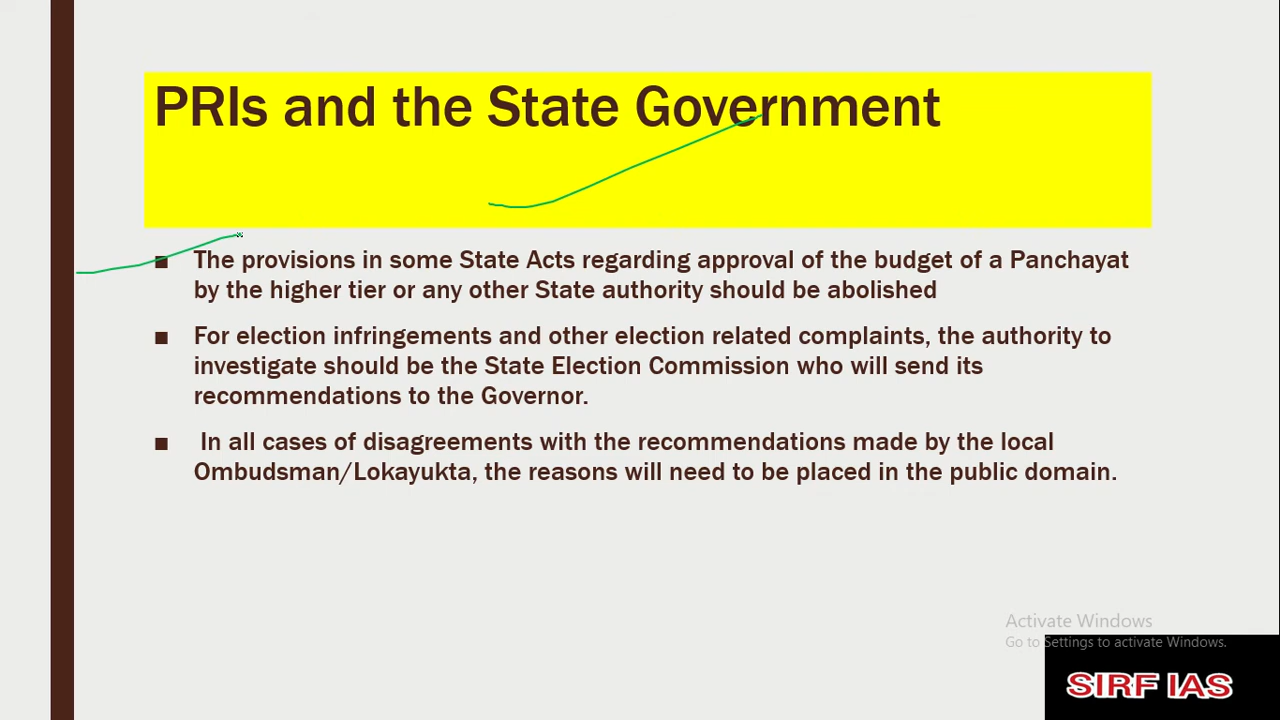 PRIs and the State Government
■ The provisions in some State Acts regarding approval of the budget of a Panchayat
by the higher tier or any other State authority should be abolished
■ For election infringements and other election related complaints, the authority to
investigate should be the State Election Commission who will send its
recommendations to the Governor.
■ In all cases of disagreements with the recommendations made by the local
Ombudsman/Lokayukta, the reasons will need to be placed in the public domain.
Activate Windows
Go to Settings to activate Windows.
SIRF IAS